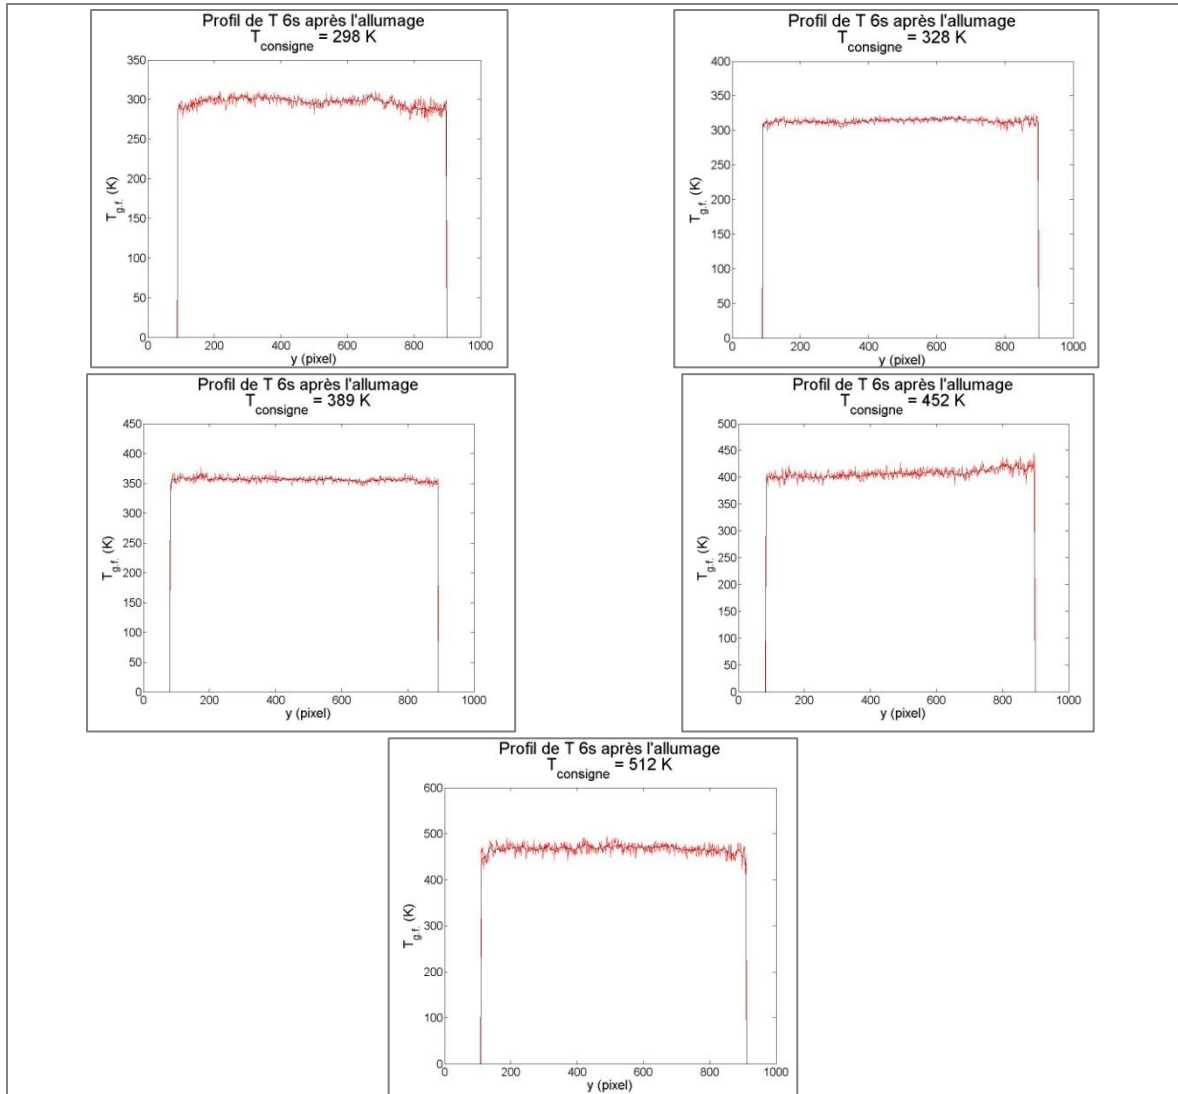 Profil de T 6s après l'allumage
T consigne = 298 K
350
300
250
200
150
100
50
0
T g.f. (K)
0 200 400 600 800 1000
y (pixel)
Profil de T 6s après l'allumage
T consigne = 328 K
400
350
300
250
200
150
100
50
0
T g.f. (K)
0 200 400 600 800 1000
y (pixel)
Profil de T 6s après l'allumage
T consigne = 389 K
450
400
350
300
250
200
150
100
50
0
T g.f. (K)
0 200 400 600 800 1000
y (pixel)
Profil de T 6s après l'allumage
T consigne = 452 K
500
450
400
350
300
250
200
150
100
50
0
T g.f. (K)
0 200 400 600 800 1000
y (pixel)
Profil de T 6s après l'allumage
T consigne = 512 K
600
500
400
300
200
100
0
T g.f. (K)
0 200 400 600 800 1000
y (pixel)